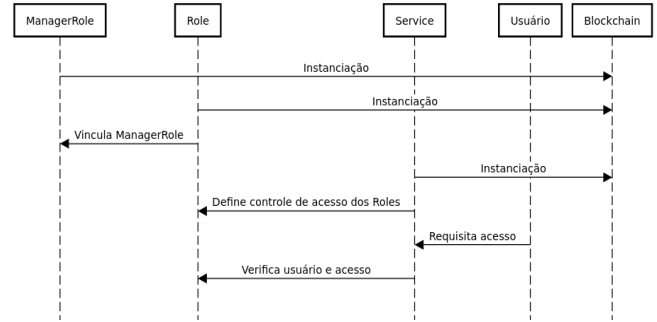 ManagerRole
Role
Service
Usuário
Blockchain
Instanciação
Instanciação
Vincula ManagerRole
Instanciação
Define controle de acesso dos Roles
Requisita acesso
Verifica usuário e acesso